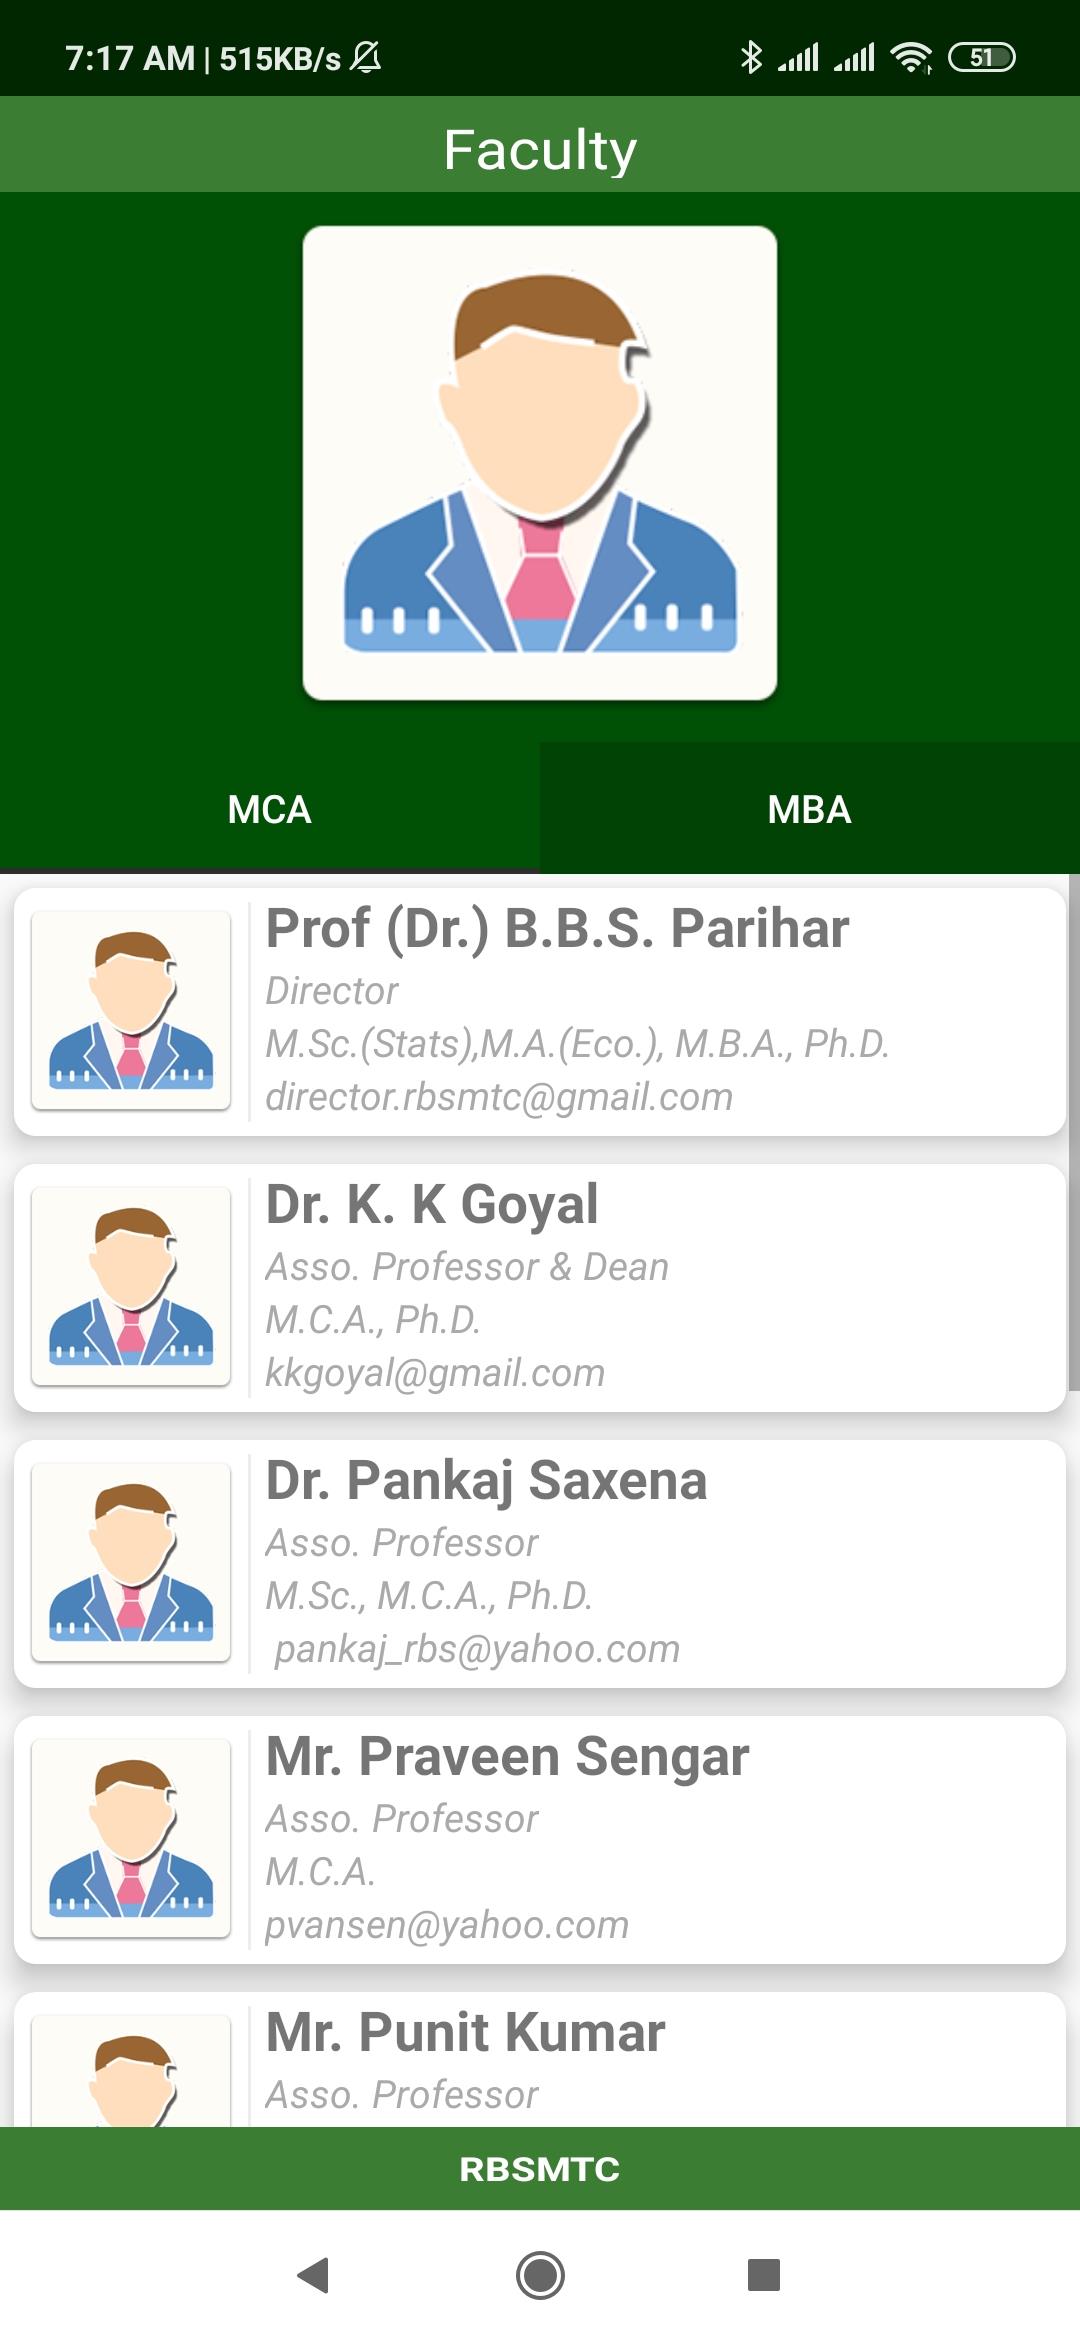 7:17 AM | 515KB/s 51
Faculty
MCA MBA
Prof (Dr.) B.B.S. Parihar
Director
M.Sc.(Stats),M.A.(Eco.), M.B.A., Ph.D.
director.rbsmtc@gmail.com
Dr. K. K Goyal
Asso. Professor & Dean
M.C.A., Ph.D.
kkgoyal@gmail.com
Dr. Pankaj Saxena
Asso. Professor
M.Sc., M.C.A., Ph.D.
pankaj_rbs@yahoo.com
Mr. Praveen Sengar
Asso. Professor
M.C.A.
pvansen@yahoo.com
Mr. Punit Kumar
Asso. Professor
RBSMTC